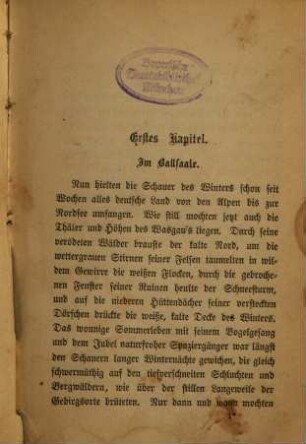 Bayerische
Staatsbibliothek
München
Erstes Kapitel.
Im Ballsaale.
Nun hielten die Schauer des Winters schon seit
Wochen alles deutsche Land von den Alpen bis zur
Nordsee umfangen. Wie still mochten jetzt auch die
Thäler und Höhen des Wasgau's liegen. Durch seine
verödeten Wälder brauste der kalte Nord, um die
wettergrauen Stirnen seiner Felsen taumelten in wil-
dem Gewirre die weißen Flocken, durch die gebroche-
nen Fenster seiner Ruinen heulte der Schneesturm,
und auf die niederen Hüttendächer seiner versteckten
Dörfchen drückte die weiße, kalte Decke des Winters.
Das wonnige Sommerleben mit seinem Vogelgesang
und dem Jubel naturfroher Spaziergänger war längst
den Schauern langer Winternächte gewichen, die gleich
schwermüthig auf den tiefverschneiten Schluchten und
Bergwäldern, wie über der stillen Langeweile der
Gebirgsorte brüteten. Nur dann und wann mochten